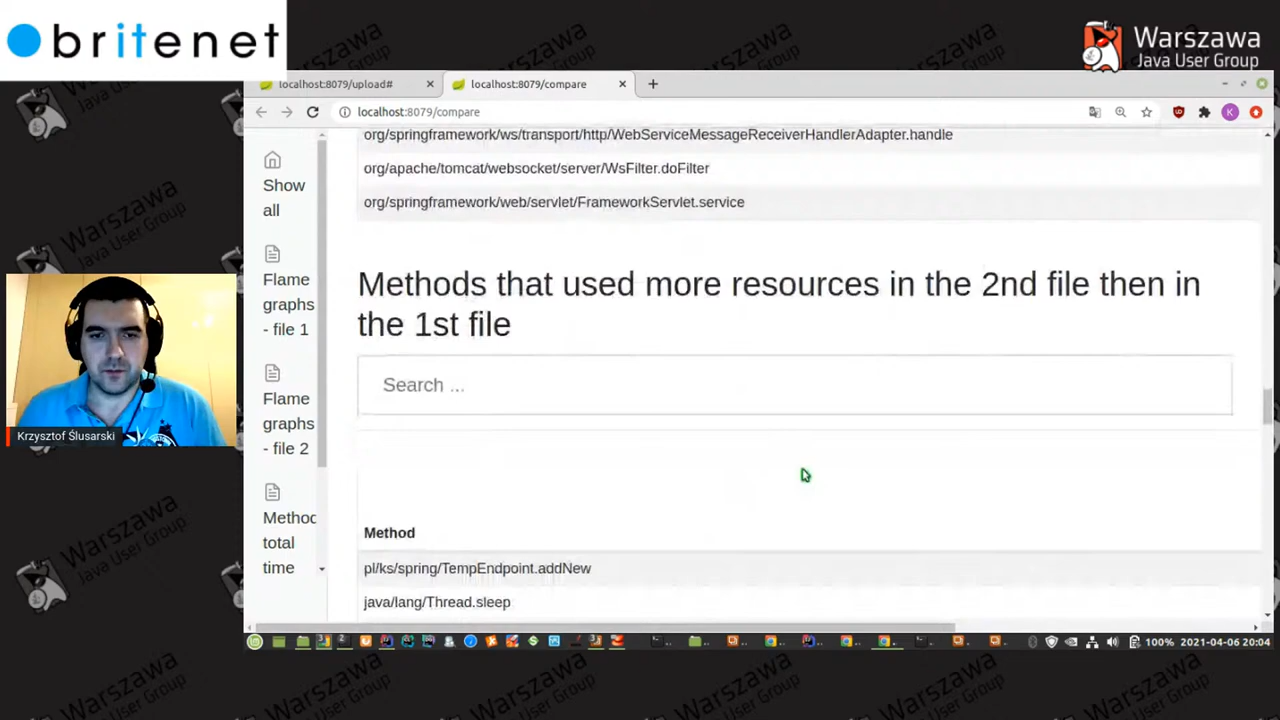 britenet
Warszawa
Java User Group
localhost:8079/upload#
localhost:8079/compare
localhost:8079/compare
K
org/springframework/ws/transport/http/WebServiceMessageReceiverHandlerAdapter.handle
org/apache/tomcat/websocket/server/WsFilter.doFilter
org/springframework/web/servlet/FrameworkServlet.service
Show
all
Flame
graphs
- file 1
Flame
graphs
- file 2
Method
total
time
Methods that used more resources in the 2nd file then in
the 1st file
Search ...
Method
pl/ks/spring/TempEndpoint.addNew
java/lang/Thread.sleep
Krzysztof Ślusarski
100% 2021-04-06 20:04